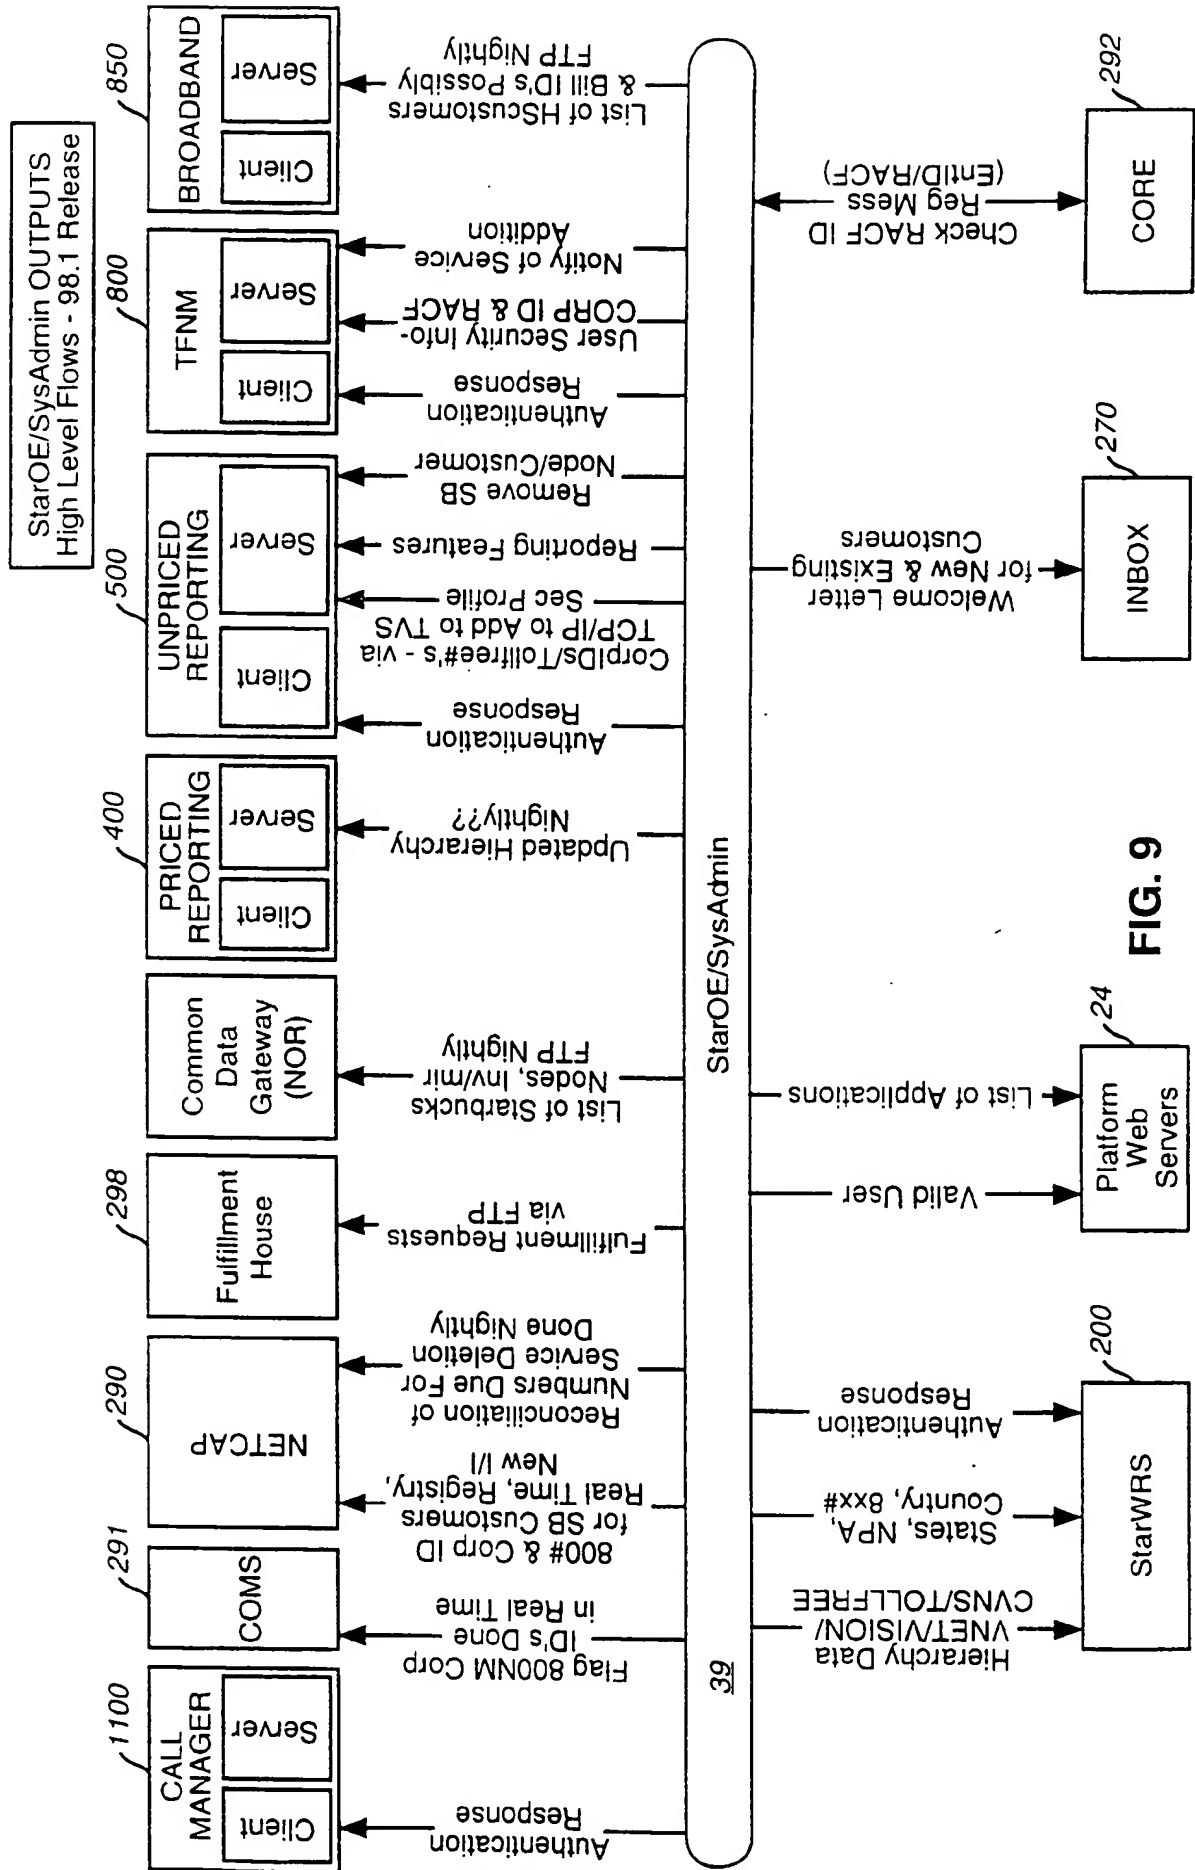 StarOE/SysAdmin OUTPUTS
High Level Flows - 98.1 Release
1100
CALL
MANAGER
Client
Server
291
COMS
290
NETCAP
298
Fulfillment
House
Common
Data
Gateway
(NOR)
400
PRICED
REPORTING
Client
Server
500
UNPRICED
REPORTING
Client
Server
800
TFNM
Client
Server
850
BROADBAND
Client
Server
Authentication
Response
Flag 800NM Corp
ID's Done
in Real Time
800# & Corp ID
for SB Customers
Real Time, Registry,
New I/I
Reconciliation of
Numbers Due For
Service Deletion
Done Nightly
Fulfillment Requests
via FTP
List of Starbucks
Nodes, Inv/mir
FTP Nightly
Updated Hierarchy
Nightly??
Authentication
Response
CorpIDs/Tollfree#'s - via
TCP/IP to Add to TVS
Sec Profile
Reporting Features
Remove SB
Node/Customer
Authentication
Response
User Security Info-
CORP ID & RACF
Notify of Service
Addition
List of HScustomers
& Bill ID's Possibly
FTP Nightly
39
StarOE/SysAdmin
Hierarchy Data
VNET/VISION/
CVNS/TOLLFREE
States, NPA,
Country, 8xx#
Authentication
Response
Valid User
List of Applications
Welcome Letter
for New & Existing
Customers
Check RACF ID
Reg Mess
(EntID/RACF)
StarWRS
200
Platform
Web
Servers
24
INBOX
270
CORE
292
FIG. 9